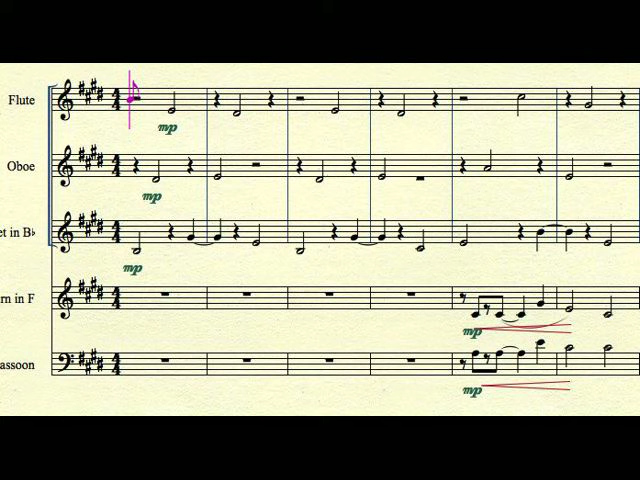 Flute
mp
Oboe
mp
et in B♭
mp
rn in F
mp
assoon
mp